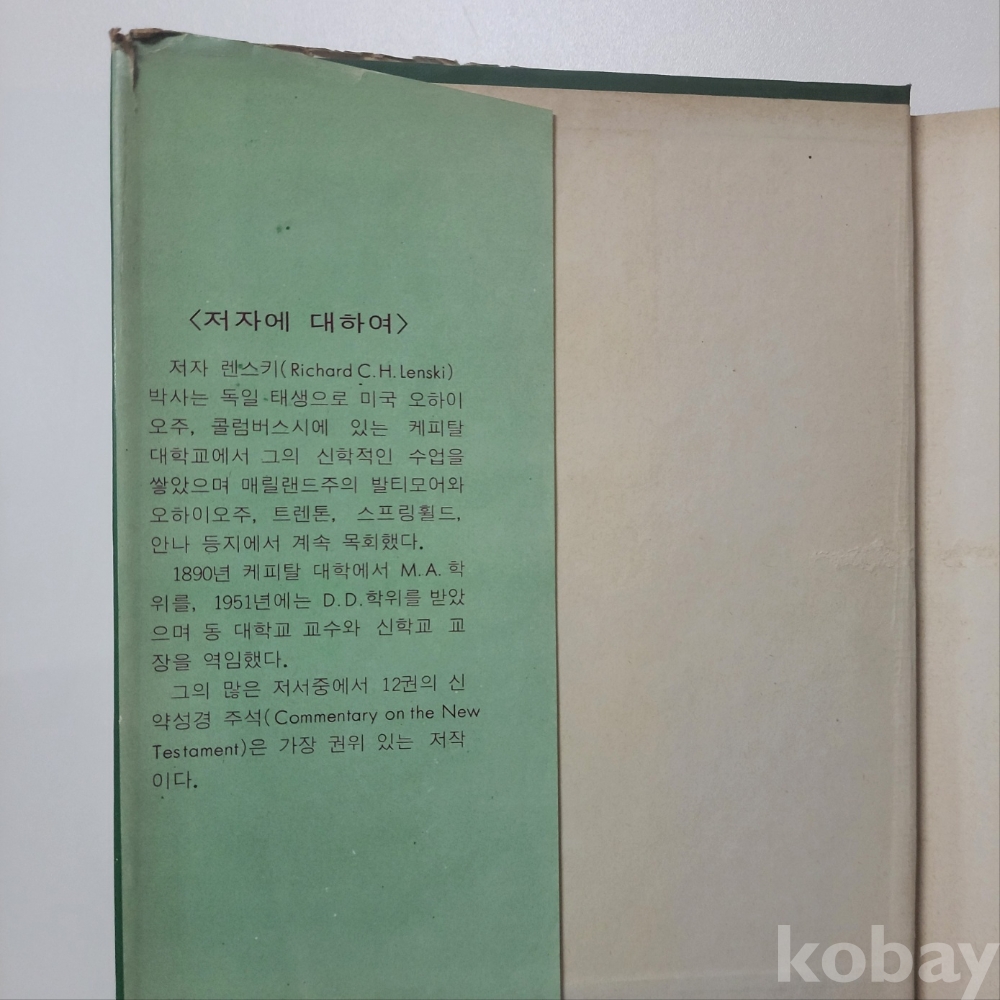 <저자에 대하여>
저자 렌스키(Richard C.H. Lenski)
박사는 독일 태생으로 미국 오하이
오주, 콜럼버스시에 있는 케피탈
대학교에서 그의 신학적인 수업을
쌓았으며 매릴랜드주의 발티모어와
오하이오주, 트렌톤, 스프링휠드,
안나 등지에서 계속 목회했다.
1890년 케피탈 대학에서 M.A. 학
위를, 1951년에는 D.D.학위를 받았
으며 동 대학교 교수와 신학교 교
장을 역임했다.
그의 많은 저서중에서 12권의 신
약성경 주석(Commentary on the New
Testament)은 가장 권위 있는 저작
이다.
kobay